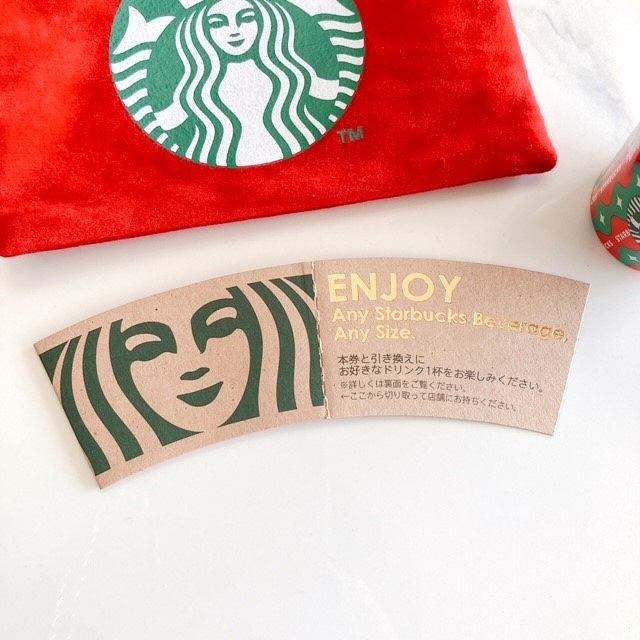 TM
ENJOY
Any Starbucks Beverage,
Any Size.
本券と引き換えに
お好きなドリンク1杯をお楽しみください。
※詳しくは裏面をご覧ください。
←ここから切り取って店舗にお持ちください。